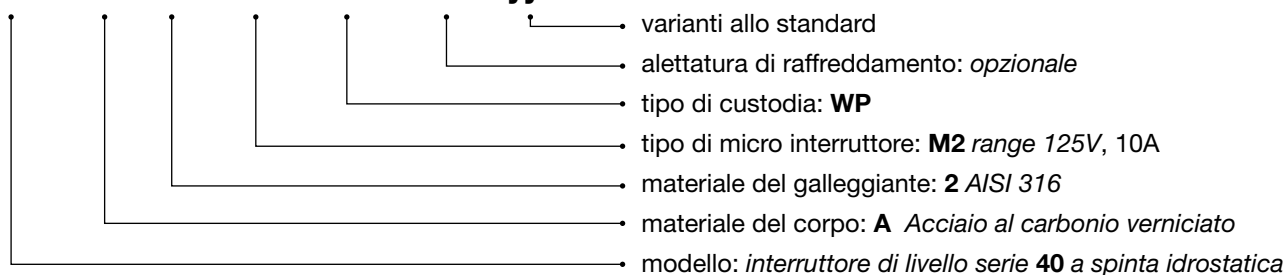 varianti allo standard
alettatura di raffreddamento: opzionale
tipo di custodia: WP
tipo di micro interruttore: M2 range 125V, 10A
materiale del galleggiante: 2 AISI 316
materiale del corpo: A Acciaio al carbonio verniciato
modello: interruttore di livello serie 40 a spinta idrostatica